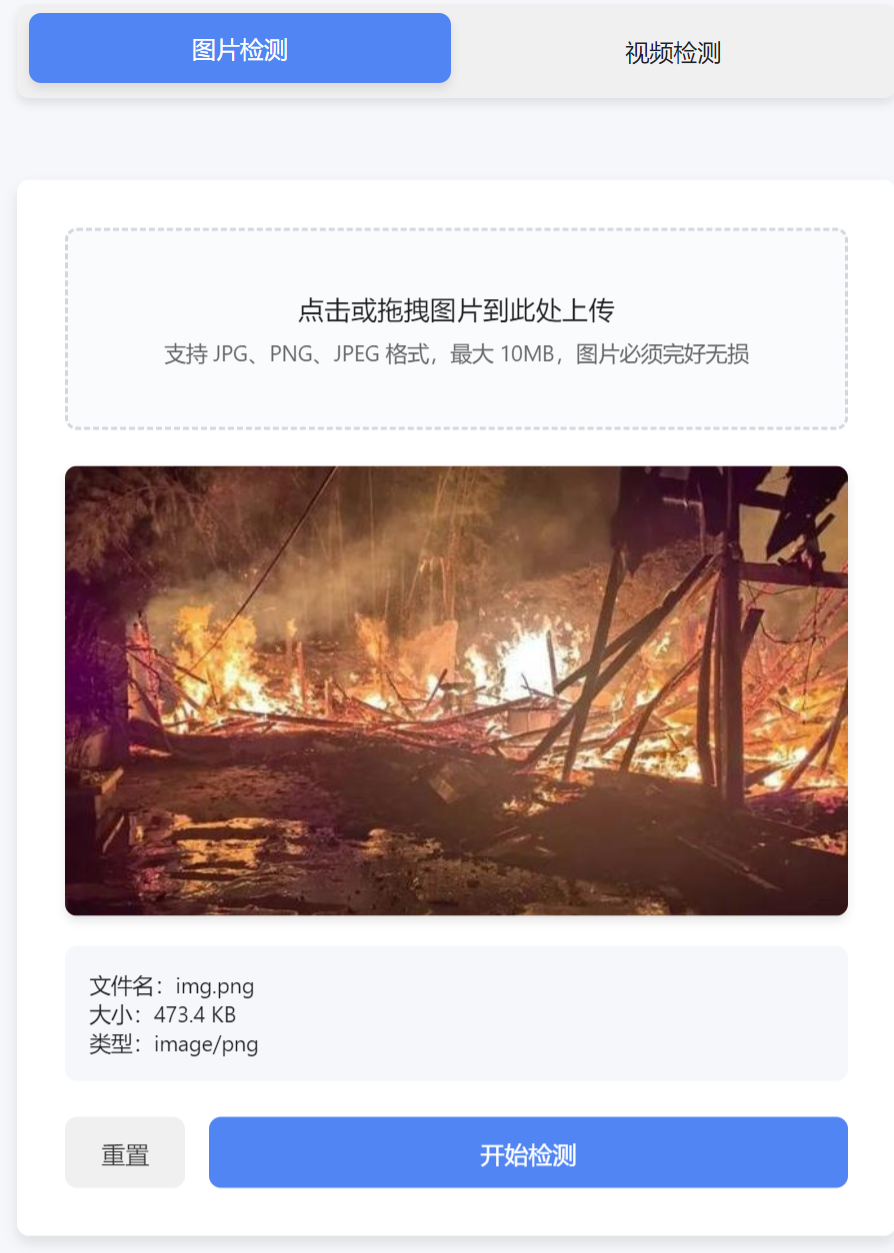 图片检测
视频检测
点击或拖拽图片到此处上传
支持 JPG、PNG、JPEG 格式，最大 10MB，图片必须完好无损
文件名：img.png
大小：473.4 KB
类型：image/png
重置
开始检测